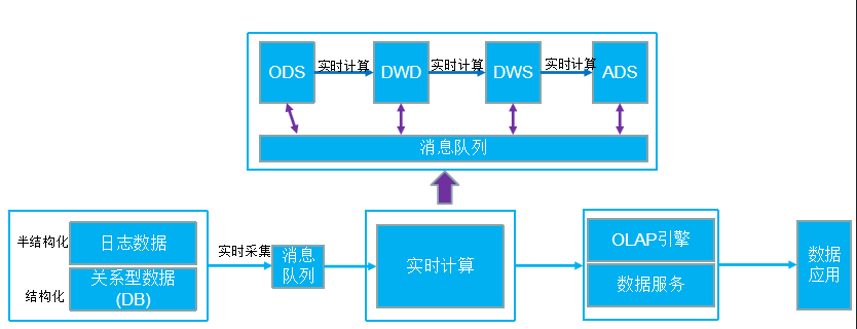 ODS
实时计算
DWD
实时计算
DWS
实时计算
ADS
消息队列
半结构化
日志数据
结构化
关系型数据
(DB)
实时采集
消息
队列
实时计算
OLAP引擎
数据服务
数据
应用